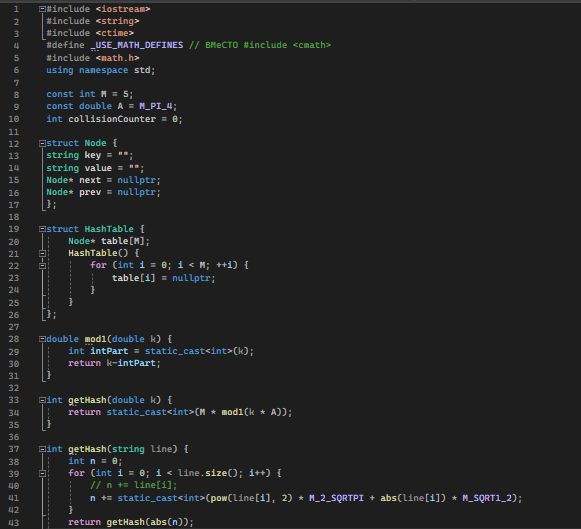 1 #include <iostream>
2 #include <string>
3 #include <ctime>
4 #define _USE_MATH_DEFINES // BMeCTO #include <cmath>
5 #include <math.h>
6 using namespace std;
7
8 const int M = 5;
9 const double A = M_PI_4;
10 int collisionCounter = 0;
11
12 struct Node {
13 string key = "";
14 string value = "";
15 Node* next = nullptr;
16 Node* prev = nullptr;
17 };
18
19 struct HashTable {
20 Node* table[M];
21 HashTable() {
22 for (int i = 0; i < M; ++i) {
23 table[i] = nullptr;
24 }
25 }
26 };
27
28 double mod1(double k) {
29 int intPart = static_cast<int>(k);
30 return k-intPart;
31 }
32
33 int getHash(double k) {
34 return static_cast<int>(M * mod1(k * A));
35 }
36
37 int getHash(string line) {
38 int n = 0;
39 for (int i = 0; i < line.size(); i++) {
40 // n += line[i];
41 n += static_cast<int>(pow(line[i], 2) * M_2_SQRTPI + abs(line[i]) * M_SQRT1_2);
42 }
43 return getHash(abs(n));